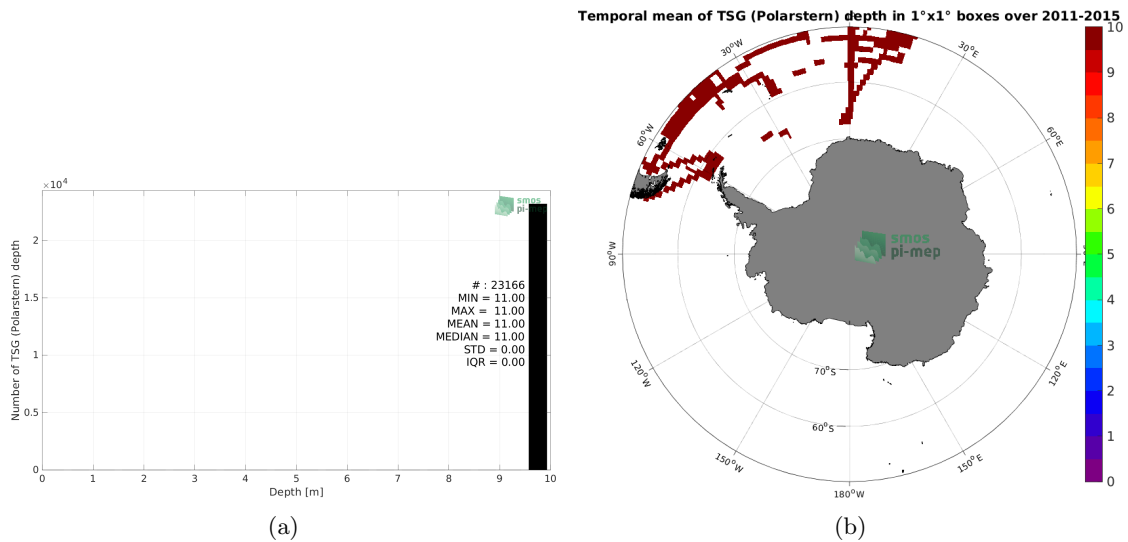 ×10⁴
2
1.5
1
0.5
0
Number of TSG (Polarstern) depth
smos
pi-mep
# : 23166
MIN = 11.00
MAX = 11.00
MEAN = 11.00
MEDIAN = 11.00
STD = 0.00
IQR = 0.00
0 1 2 3 4 5 6 7 8 9 10
Depth [m]
(a)
Temporal mean of TSG (Polarstern) depth in 1°x1° boxes over 2011-2015
30°W
30°E
60°W
60°E
90°W
120°W
120°E
150°W
150°E
180°W
70°S
60°S
smos
pi-mep
10
9
8
7
6
5
4
3
2
1
0
(b)